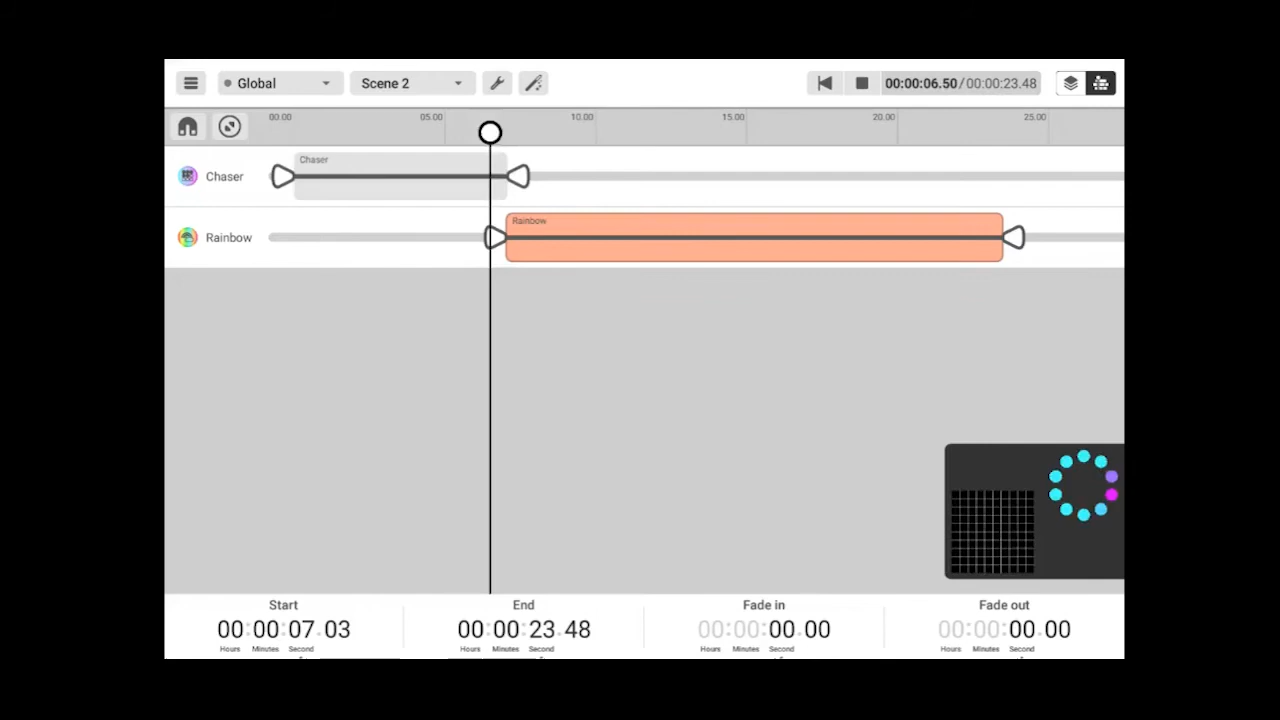 Global Scene 2 00:00:06.50/00:00:23.48
00.00 05.00 10.00 15.00 20.00 25.00
Chaser
Chaser
Rainbow
Rainbow
Start End Fade in Fade out
00:00:07.03 00:00:23.48 00:00:00.00 00:00:00.00
Hours Minutes Second Hours Minutes Second Hours Minutes Second Hours Minutes Second